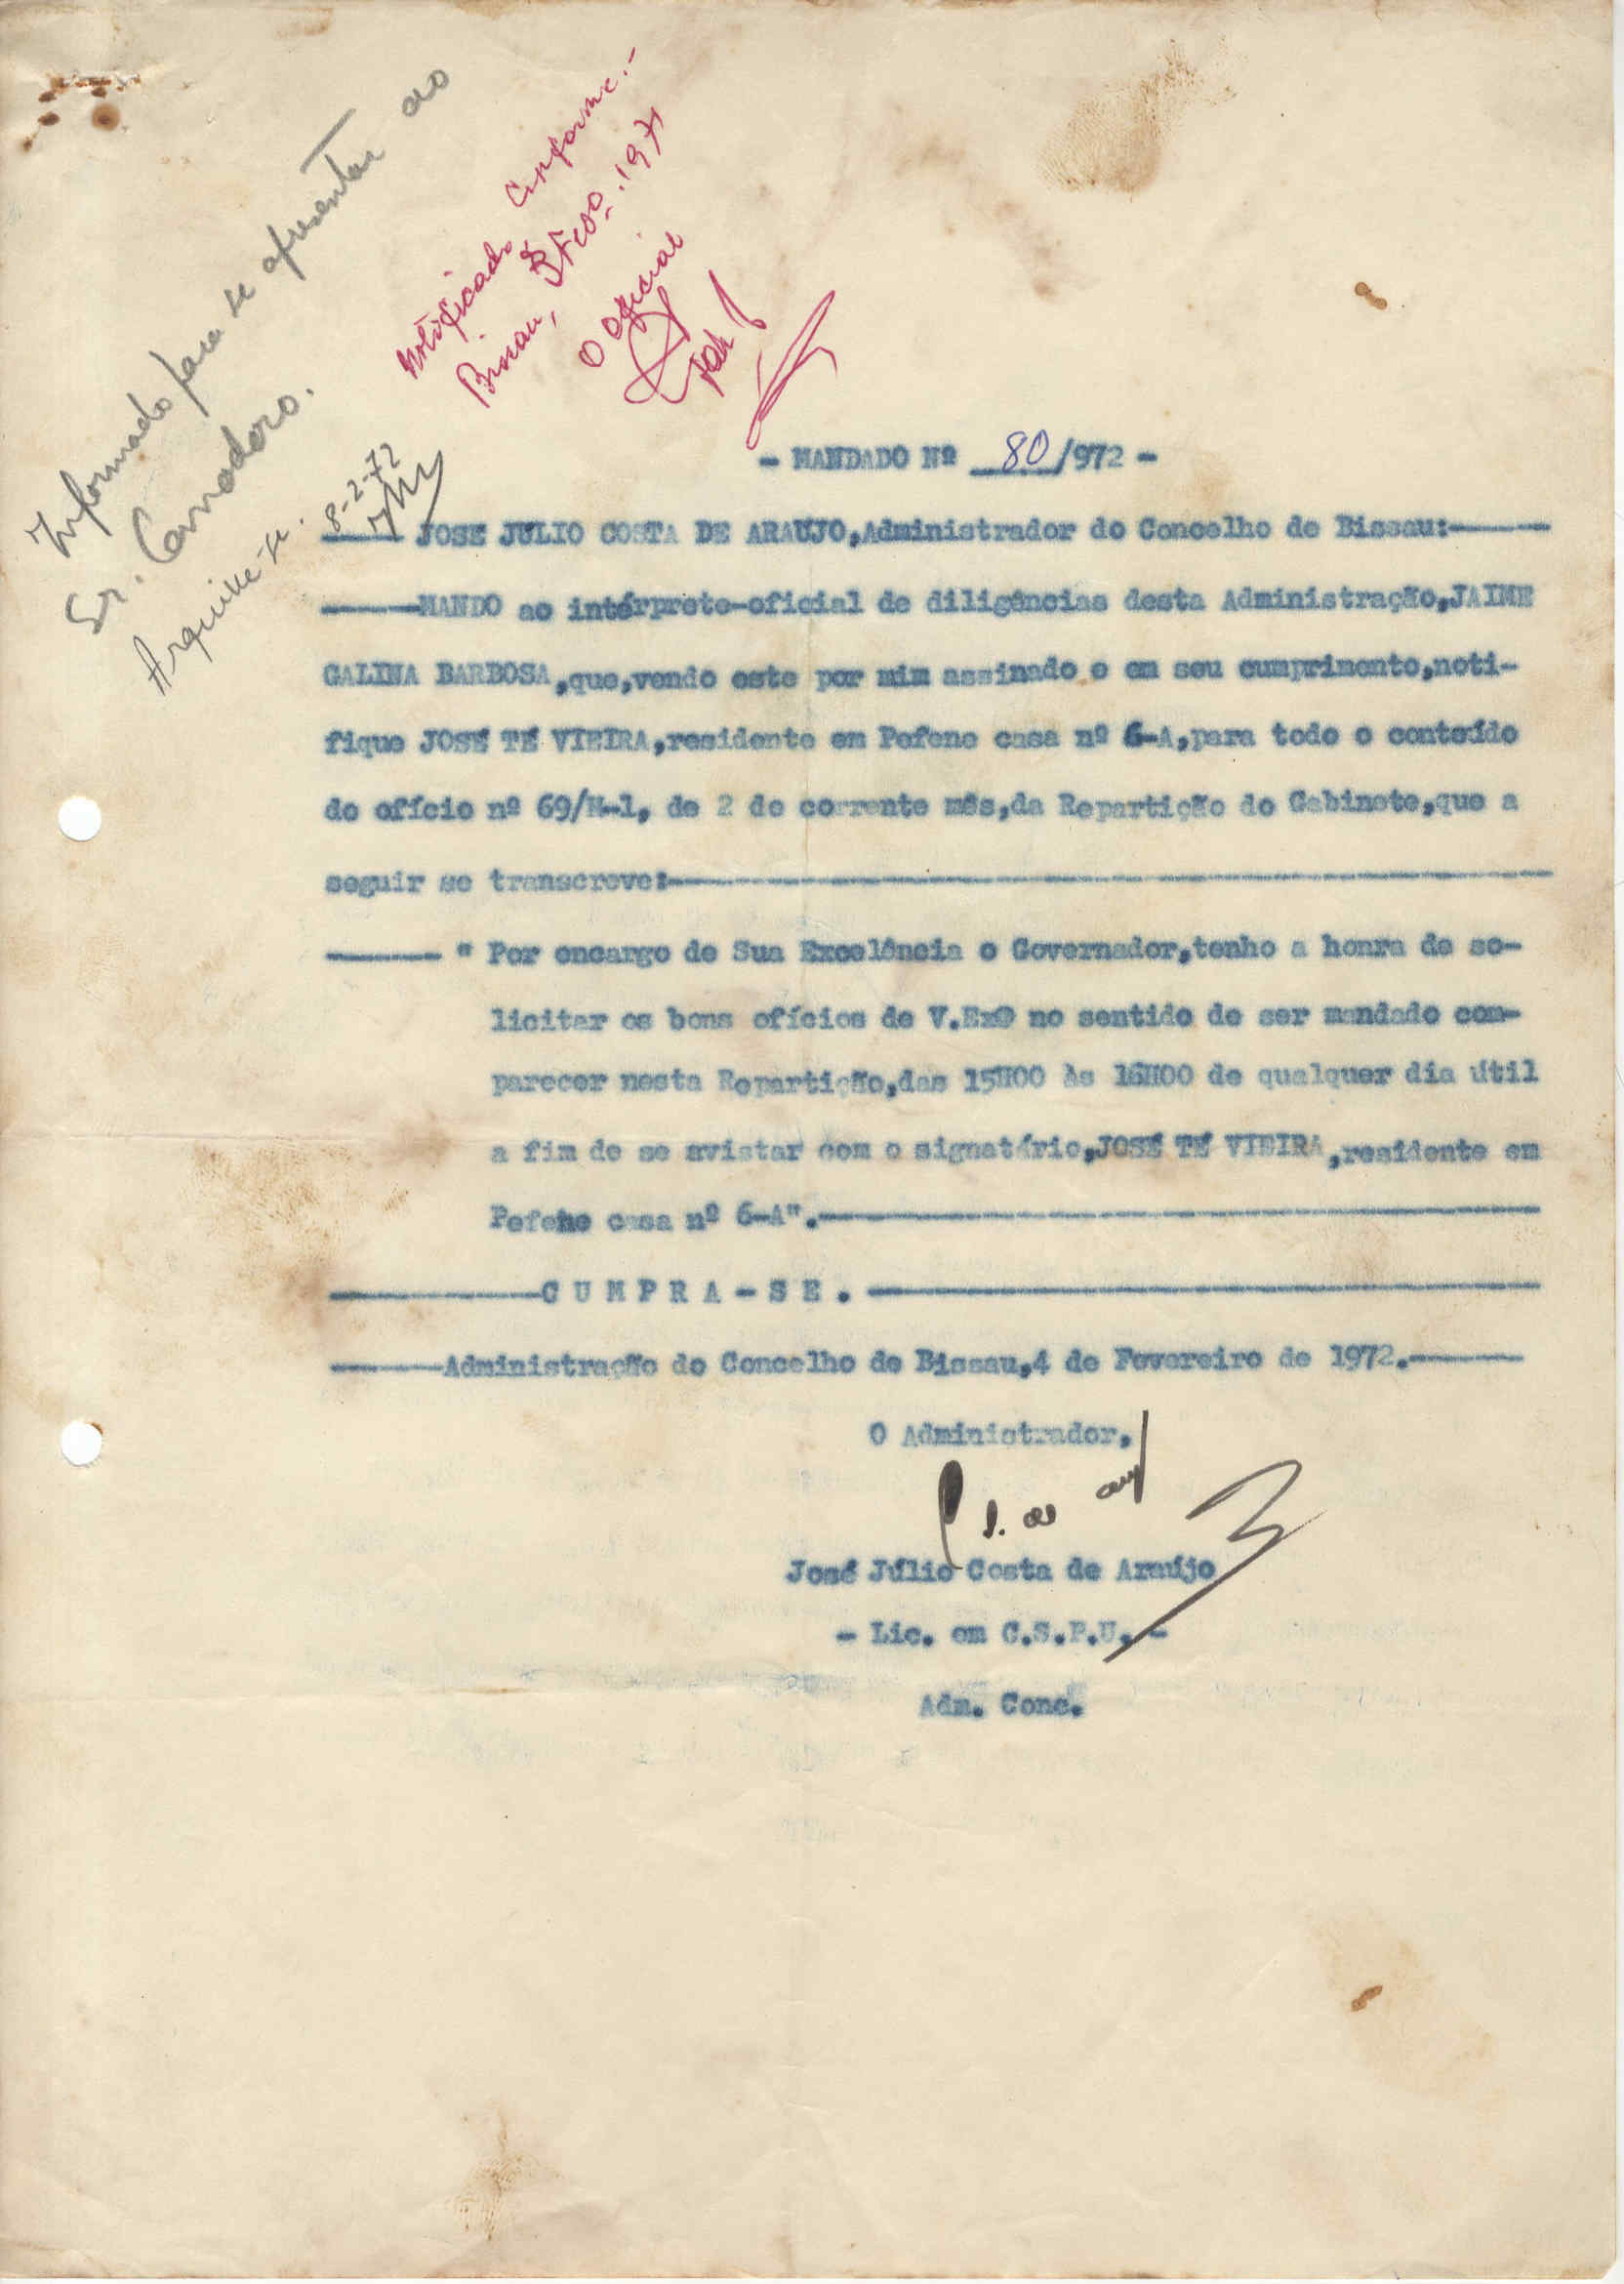 Informado para se apresentar ao
Sr. Carrodoro.
Arquive-se.
8-2-72
Notificado conforme.-
Bissau, 8 Feco. 1971
O Oficial
- MANDADO Nº 80/972 -
JOSE JULIO COSTA DE ARAUJO,Administrador do Concelho de Bissau:-
-MANDO ao intérprete-oficial de diligências desta Administração,JAIME
GALINA BARBOSA,que,vendo este por mim assinado e em seu cumprimento,noti-
fique JOSÉ TÉ VIEIRA,residente em Pefene casa nº 6-A,para todo o conteúdo
do ofício nº 69/M-1, de 2 do corrente mês,da Repartição do Gabinete,que a
seguir se transcreve:-
- " Por encargo de Sua Excelência o Governador,tenho a honra de so-
licitar os bons ofícios de V.Exª no sentido de ser mandado com-
parecer nesta Repartição,das 15H00 às 16H00 de qualquer dia útil
a fim de se avistar com o signatário,JOSÉ TÉ VIEIRA,residente em
Pefene casa nº 6-A".-
-C U M P R A - S E .-
-Administração do Concelho de Bissau,4 de Fevereiro de 1972.-
O Administrador,
José Júlio Costa de Araújo
- Lic. em C.S.P.U. -
Adm. Conc.